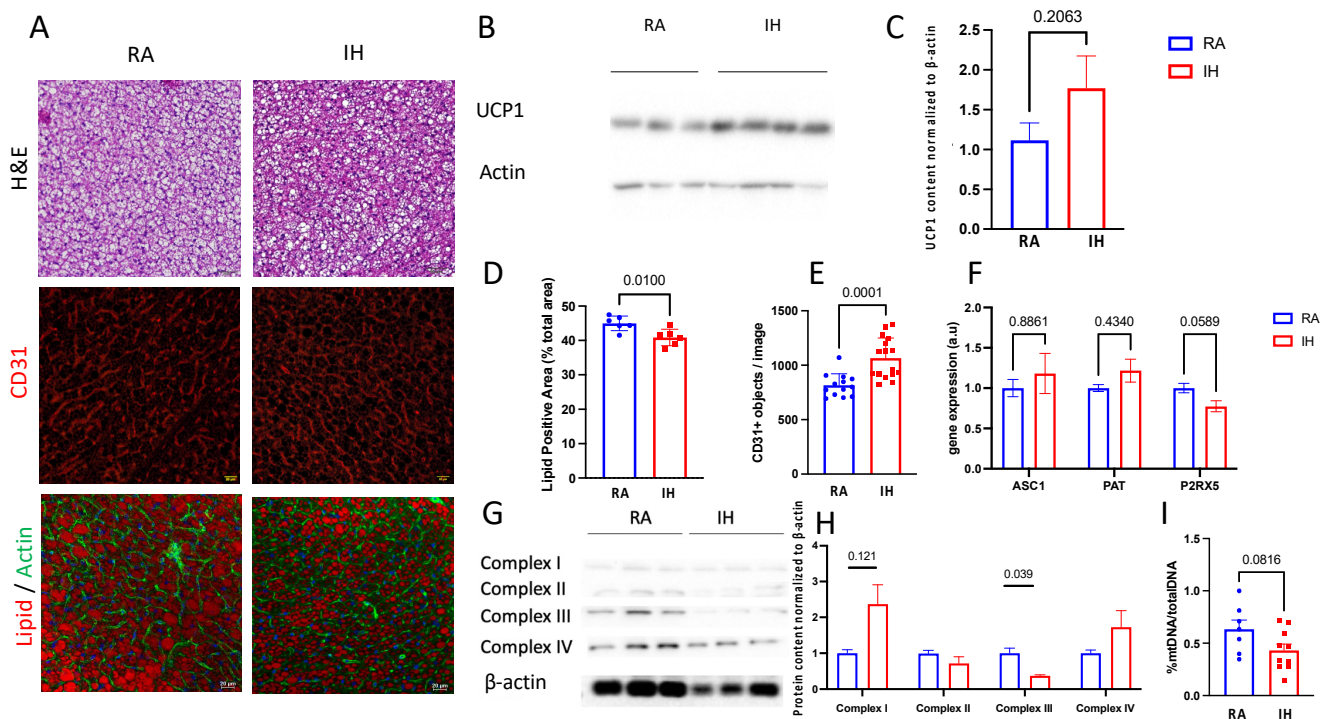 A
RA
IH
H&E
CD31
Lipid / Actin
20 µm
20 µm
B
RA
IH
UCP1
Actin
C
0.2063
UCP1 content normalized to β-actin
2.5
2.0
1.5
1.0
0.5
0.0
RA
IH
RA
IH
D
0.0100
Lipid Positive Area (% total area)
50
40
30
20
10
0
RA
IH
E
0.0001
CD31+ objects / image
1500
1000
500
0
RA
IH
F
0.8861
0.4340
0.0589
gene expression (a.u)
2.0
1.5
1.0
0.5
0.0
ASC1
PAT
P2RX5
RA
IH
G
RA
IH
Complex I
Complex II
Complex III
Complex IV
β-actin
H
0.121
0.039
Protein content normalized to β-actin
4
3
2
1
0
Complex I
Complex II
Complex III
Complex IV
I
0.0816
%mtDNA/totalDNA
1.5
1.0
0.5
0.0
RA
IH